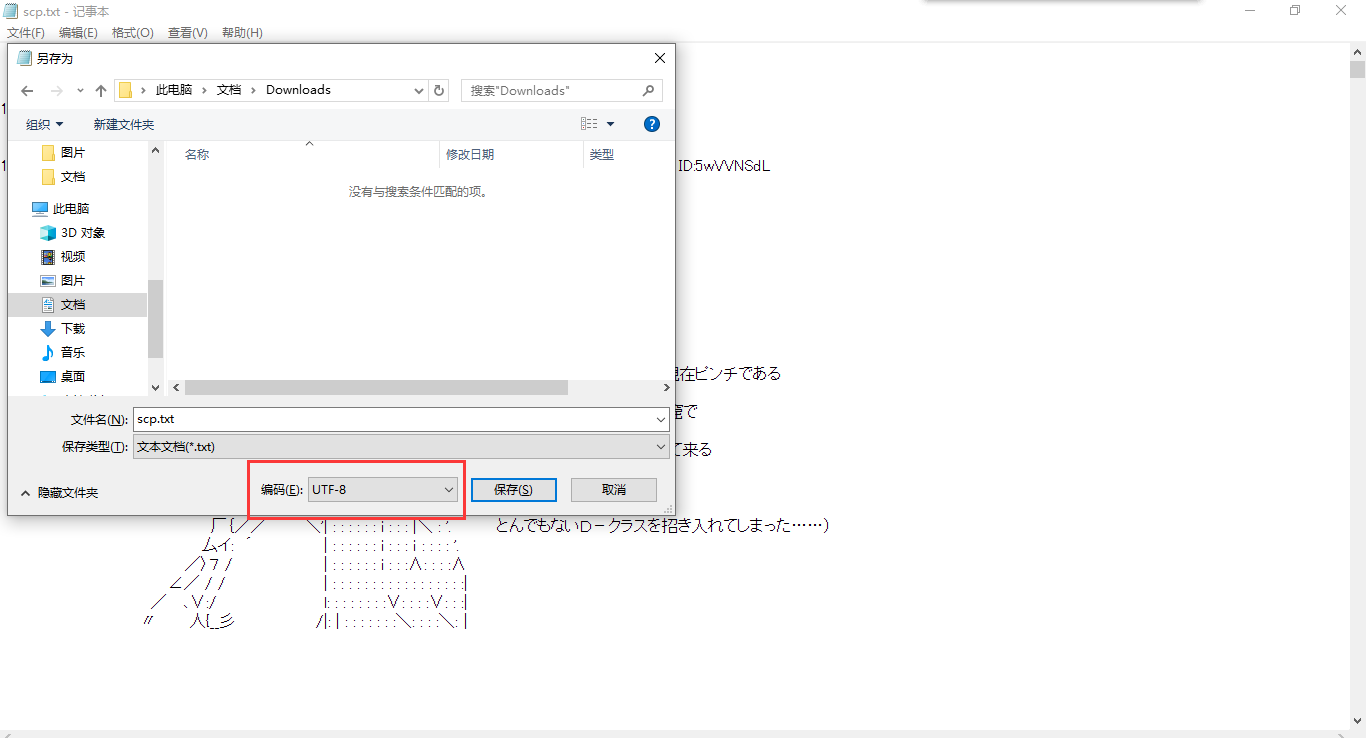 scp.txt - 记事本
文件(F) 编辑(E) 格式(O) 查看(V) 帮助(H)
另存为
此电脑 › 文档 › Downloads
搜索"Downloads"
组织 新建文件夹
图片
文档
此电脑
3D 对象
视频
图片
文档
下载
音乐
桌面
名称 修改日期 类型
没有与搜索条件匹配的项。
文件名(N): scp.txt
保存类型(T): 文本文档(*.txt)
隐藏文件夹
编码(E): UTF-8
保存(S) 取消
1
1
ID:5wVVNSdL
現在ピンチである
で
て来る
とんでもないD－クラスを招き入れてしまった……）